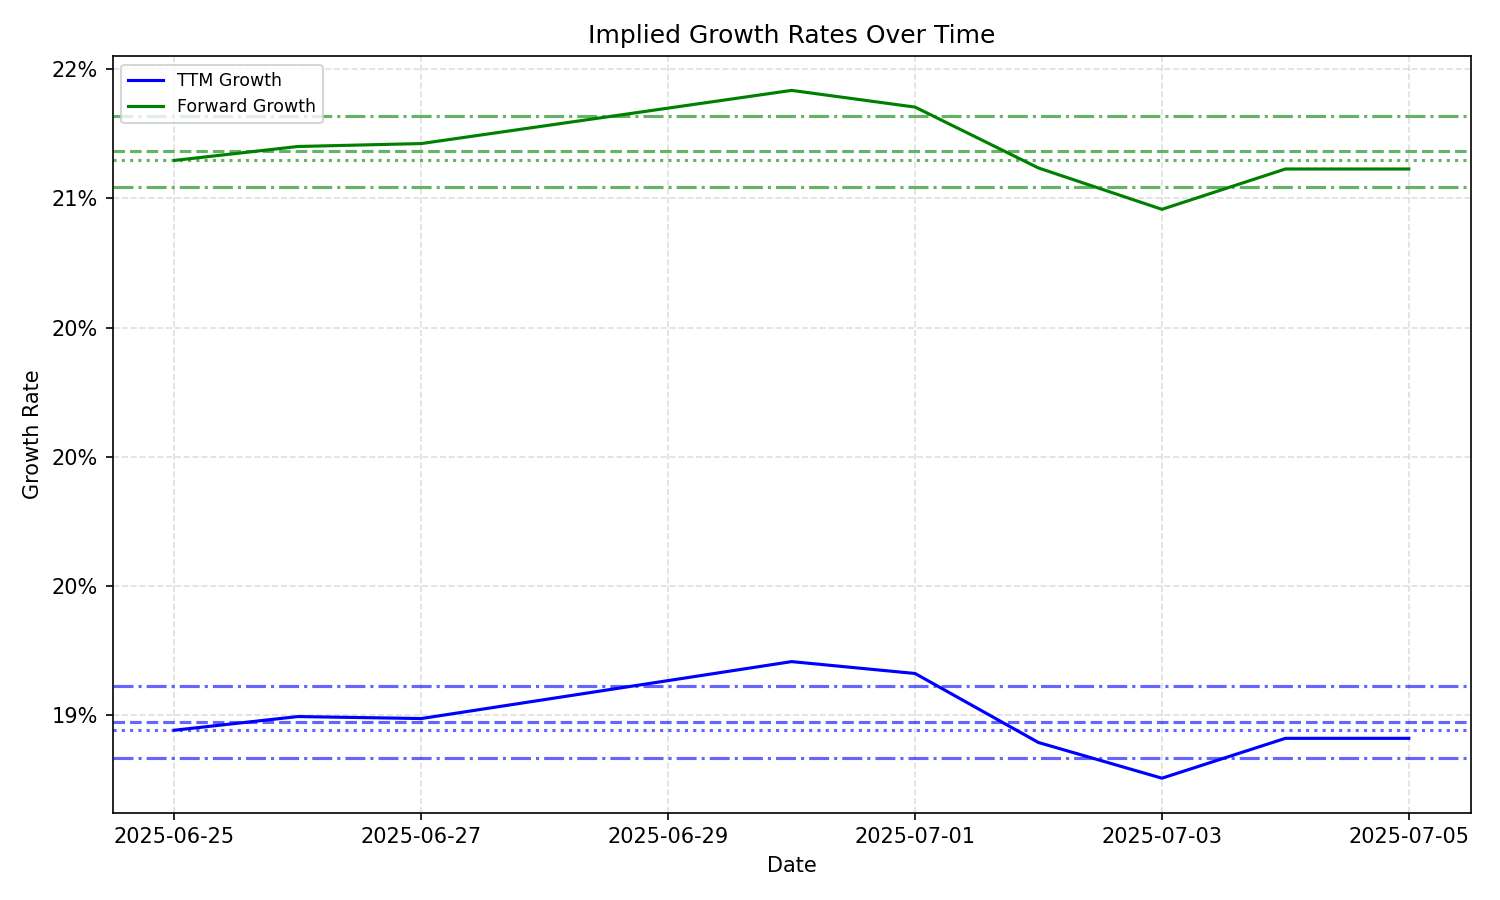 Implied Growth Rates Over Time
TTM Growth
Forward Growth
22%
21%
20%
20%
20%
19%
Growth Rate
2025-06-25
2025-06-27
2025-06-29
2025-07-01
2025-07-03
2025-07-05
Date